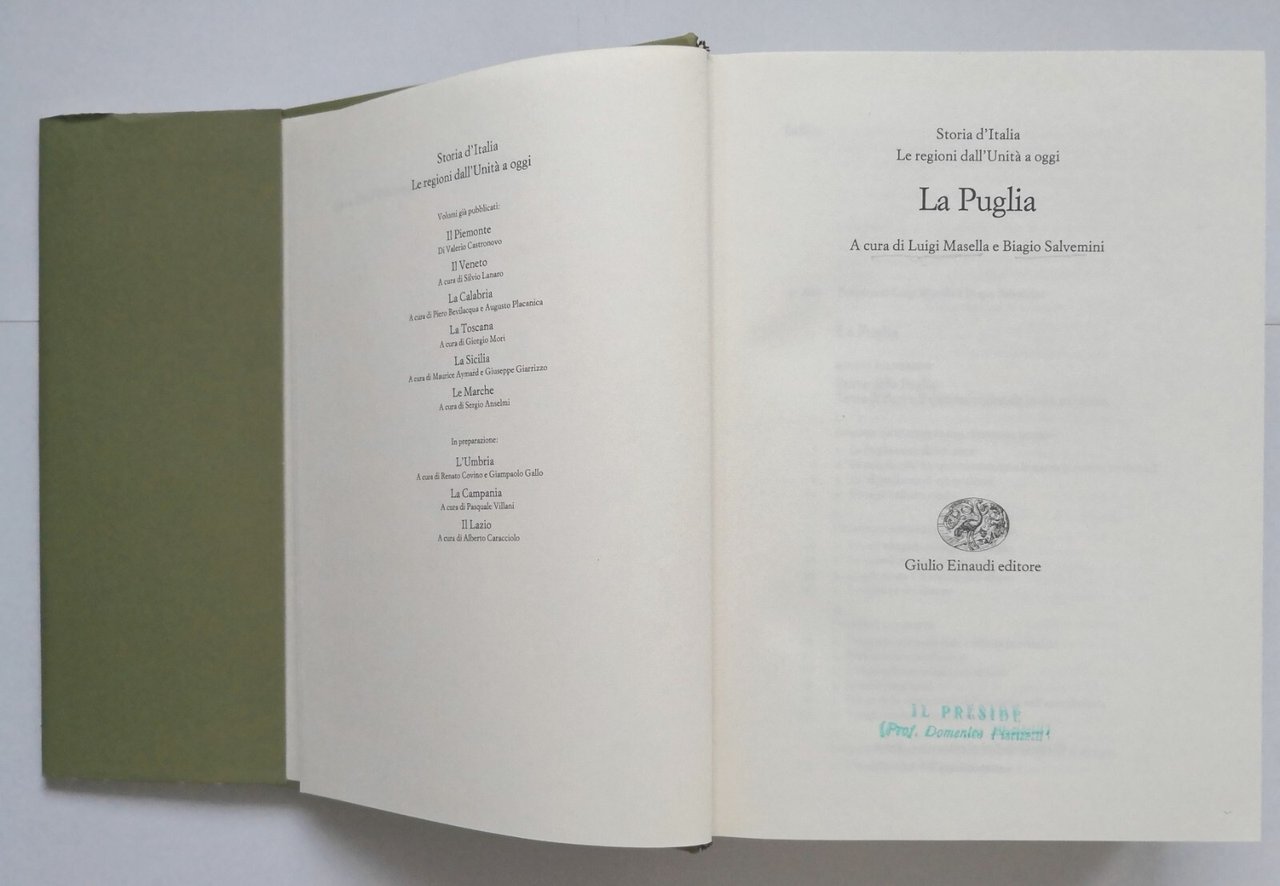 Storia d'Italia
Le regioni dall'Unità a oggi
Volumi già pubblicati:
Il Piemonte
Di Valerio Castronovo
Il Veneto
A cura di Silvio Lanaro
La Calabria
A cura di Piero Bevilacqua e Augusto Placanica
La Toscana
A cura di Giorgio Mori
La Sicilia
A cura di Maurice Aymard e Giuseppe Giarrizzo
Le Marche
A cura di Sergio Anselmi
In preparazione:
L'Umbria
A cura di Renato Covino e Giampaolo Gallo
La Campania
A cura di Pasquale Villani
Il Lazio
A cura di Alberto Caracciolo
Storia d'Italia
Le regioni dall'Unità a oggi
La Puglia
A cura di Luigi Masella e Biagio Salvemini
Giulio Einaudi editore
IL PRESIDE
(Prof. Domenico